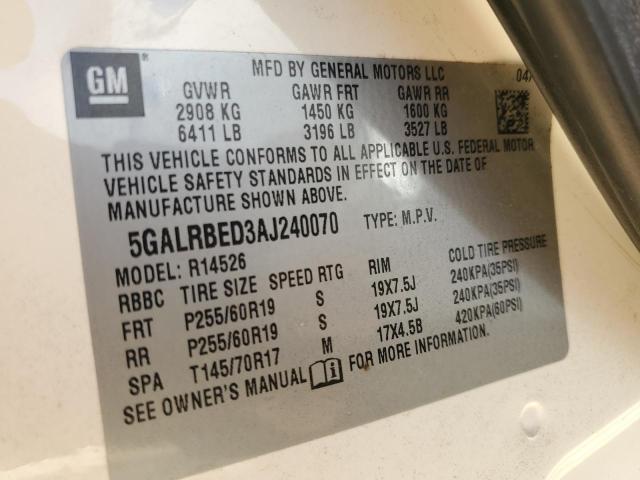 GM ® MFD BY GENERAL MOTORS LLC 04/
GVWR GAWR FRT GAWR RR
2908 KG 1450 KG 1600 KG
6411 LB 3196 LB 3527 LB
THIS VEHICLE CONFORMS TO ALL APPLICABLE U.S. FEDERAL MOTOR
VEHICLE SAFETY STANDARDS IN EFFECT ON THE DATE OF
MANUFACTURE SHOWN ABOVE.
5GALRBED3AJ240070 TYPE: M.P.V.
MODEL: R14526
RBBC TIRE SIZE SPEED RTG RIM COLD TIRE PRESSURE
FRT P255/60R19 S 19X7.5J 240KPA(35PSI)
RR P255/60R19 S 19X7.5J 240KPA(35PSI)
SPA T145/70R17 M 17X4.5B 420KPA(60PSI)
SEE OWNER'S MANUAL FOR MORE INFORMATION.